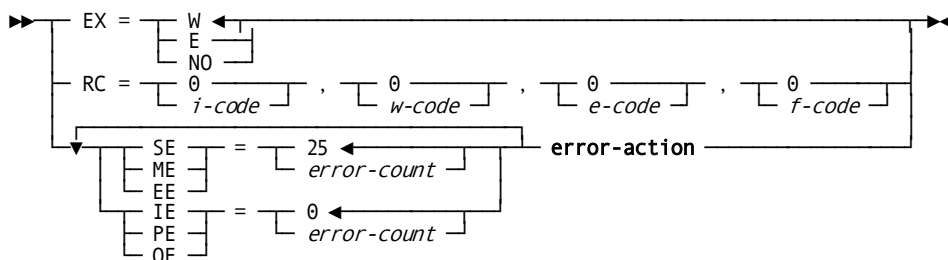 EX = W
E
NO
RC = 0 , 0 , 0 , 0
i-code w-code e-code f-code
SE = 25 error-action
ME error-count
EE
IE = 0
PE error-count
OE